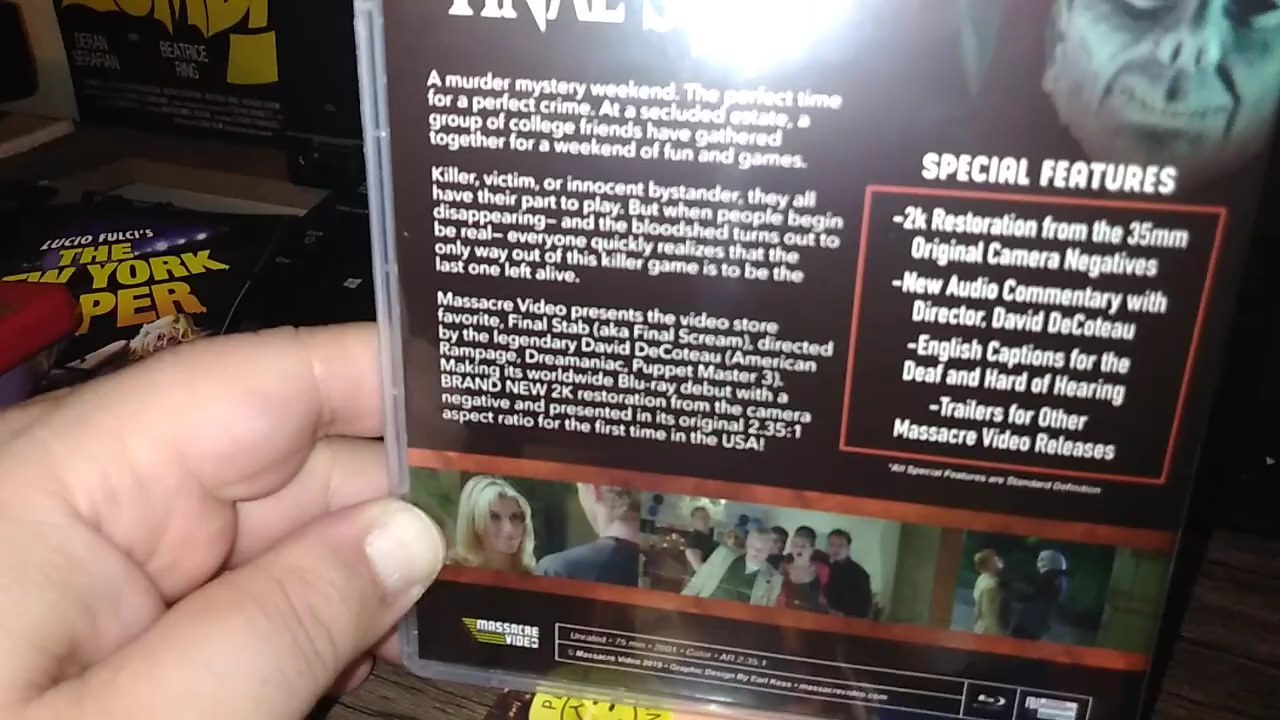 DERAN
SERAFIAN
BEATRICE
RING
LUCIO FULCI'S
THE
YORK
FINAL
A murder mystery weekend. The perfect time
for a perfect crime. At a secluded estate, a
group of college friends have gathered
together for a weekend of fun and games.
Killer, victim, or innocent bystander, they all
have their part to play. But when people begin
disappearing– and the bloodshed turns out to
be real– everyone quickly realizes that the
only way out of this killer game is to be the
last one left alive.
Massacre Video presents the video store
favorite, Final Stab (aka Final Scream), directed
by the legendary David DeCoteau (American
Rampage, Dreamaniac, Puppet Master 3).
Making its worldwide Blu-ray debut with a
BRAND NEW 2K restoration from the camera
negative and presented in its original 2.35:1
aspect ratio for the first time in the USA!
SPECIAL FEATURES
-2k Restoration from the 35mm
Original Camera Negatives
-New Audio Commentary with
Director, David DeCoteau
-English Captions for the
Deaf and Hard of Hearing
-Trailers for Other
Massacre Video Releases
*All Special Features are Standard Definition
MASSACRE
VIDEO
Unrated • 75 min • 2001 • Color • AR 2.35:1
© Massacre Video 2019 • Graphic Design By Earl Kess • massacrevideo.com